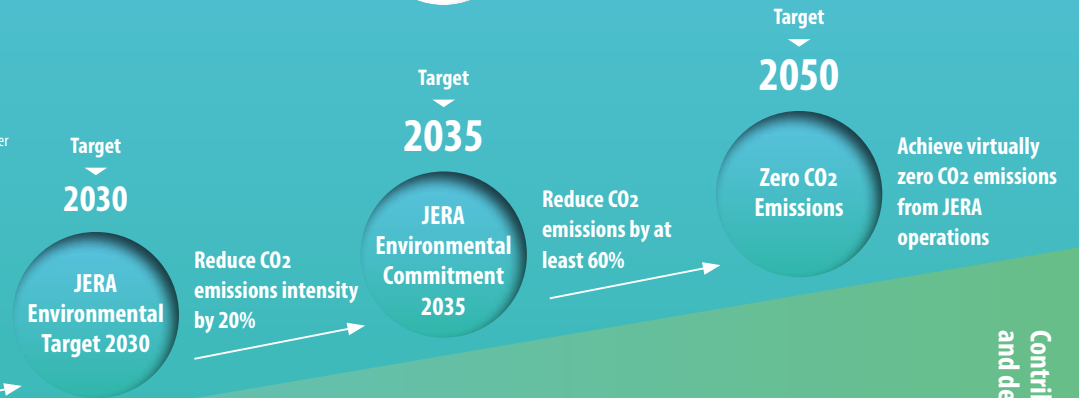 Target
2030
JERA
Environmental
Target 2030
Reduce CO2
emissions intensity
by 20%
Target
2035
JERA
Environmental
Commitment
2035
Reduce CO2
emissions by at
least 60%
Target
2050
Zero CO2
Emissions
Achieve virtually
zero CO2 emissions
from JERA
operations